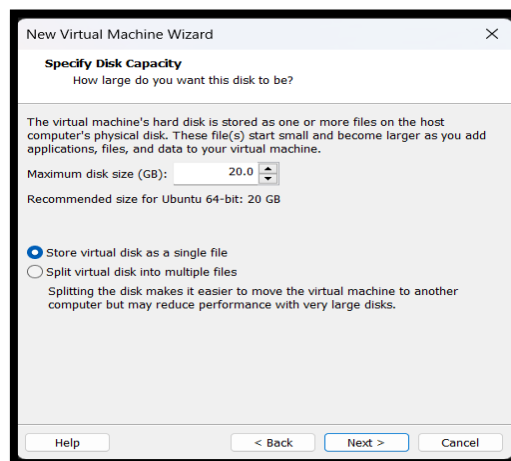 New Virtual Machine Wizard
Specify Disk Capacity
How large do you want this disk to be?
The virtual machine's hard disk is stored as one or more files on the host
computer's physical disk. These file(s) start small and become larger as you add
applications, files, and data to your virtual machine.
Maximum disk size (GB): 20.0
Recommended size for Ubuntu 64-bit: 20 GB
Store virtual disk as a single file
Split virtual disk into multiple files
Splitting the disk makes it easier to move the virtual machine to another
computer but may reduce performance with very large disks.
Help < Back Next > Cancel